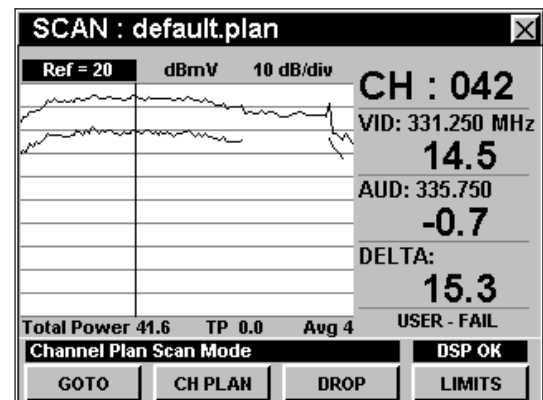 SCAN : default.plan
Ref = 20 dBmV 10 dB/div
CH : 042
VID: 331.250 MHz
14.5
AUD: 335.750
-0.7
DELTA:
15.3
USER - FAIL
Total Power 41.6 TP 0.0 Avg 4
Channel Plan Scan Mode DSP OK
GOTO CH PLAN DROP LIMITS